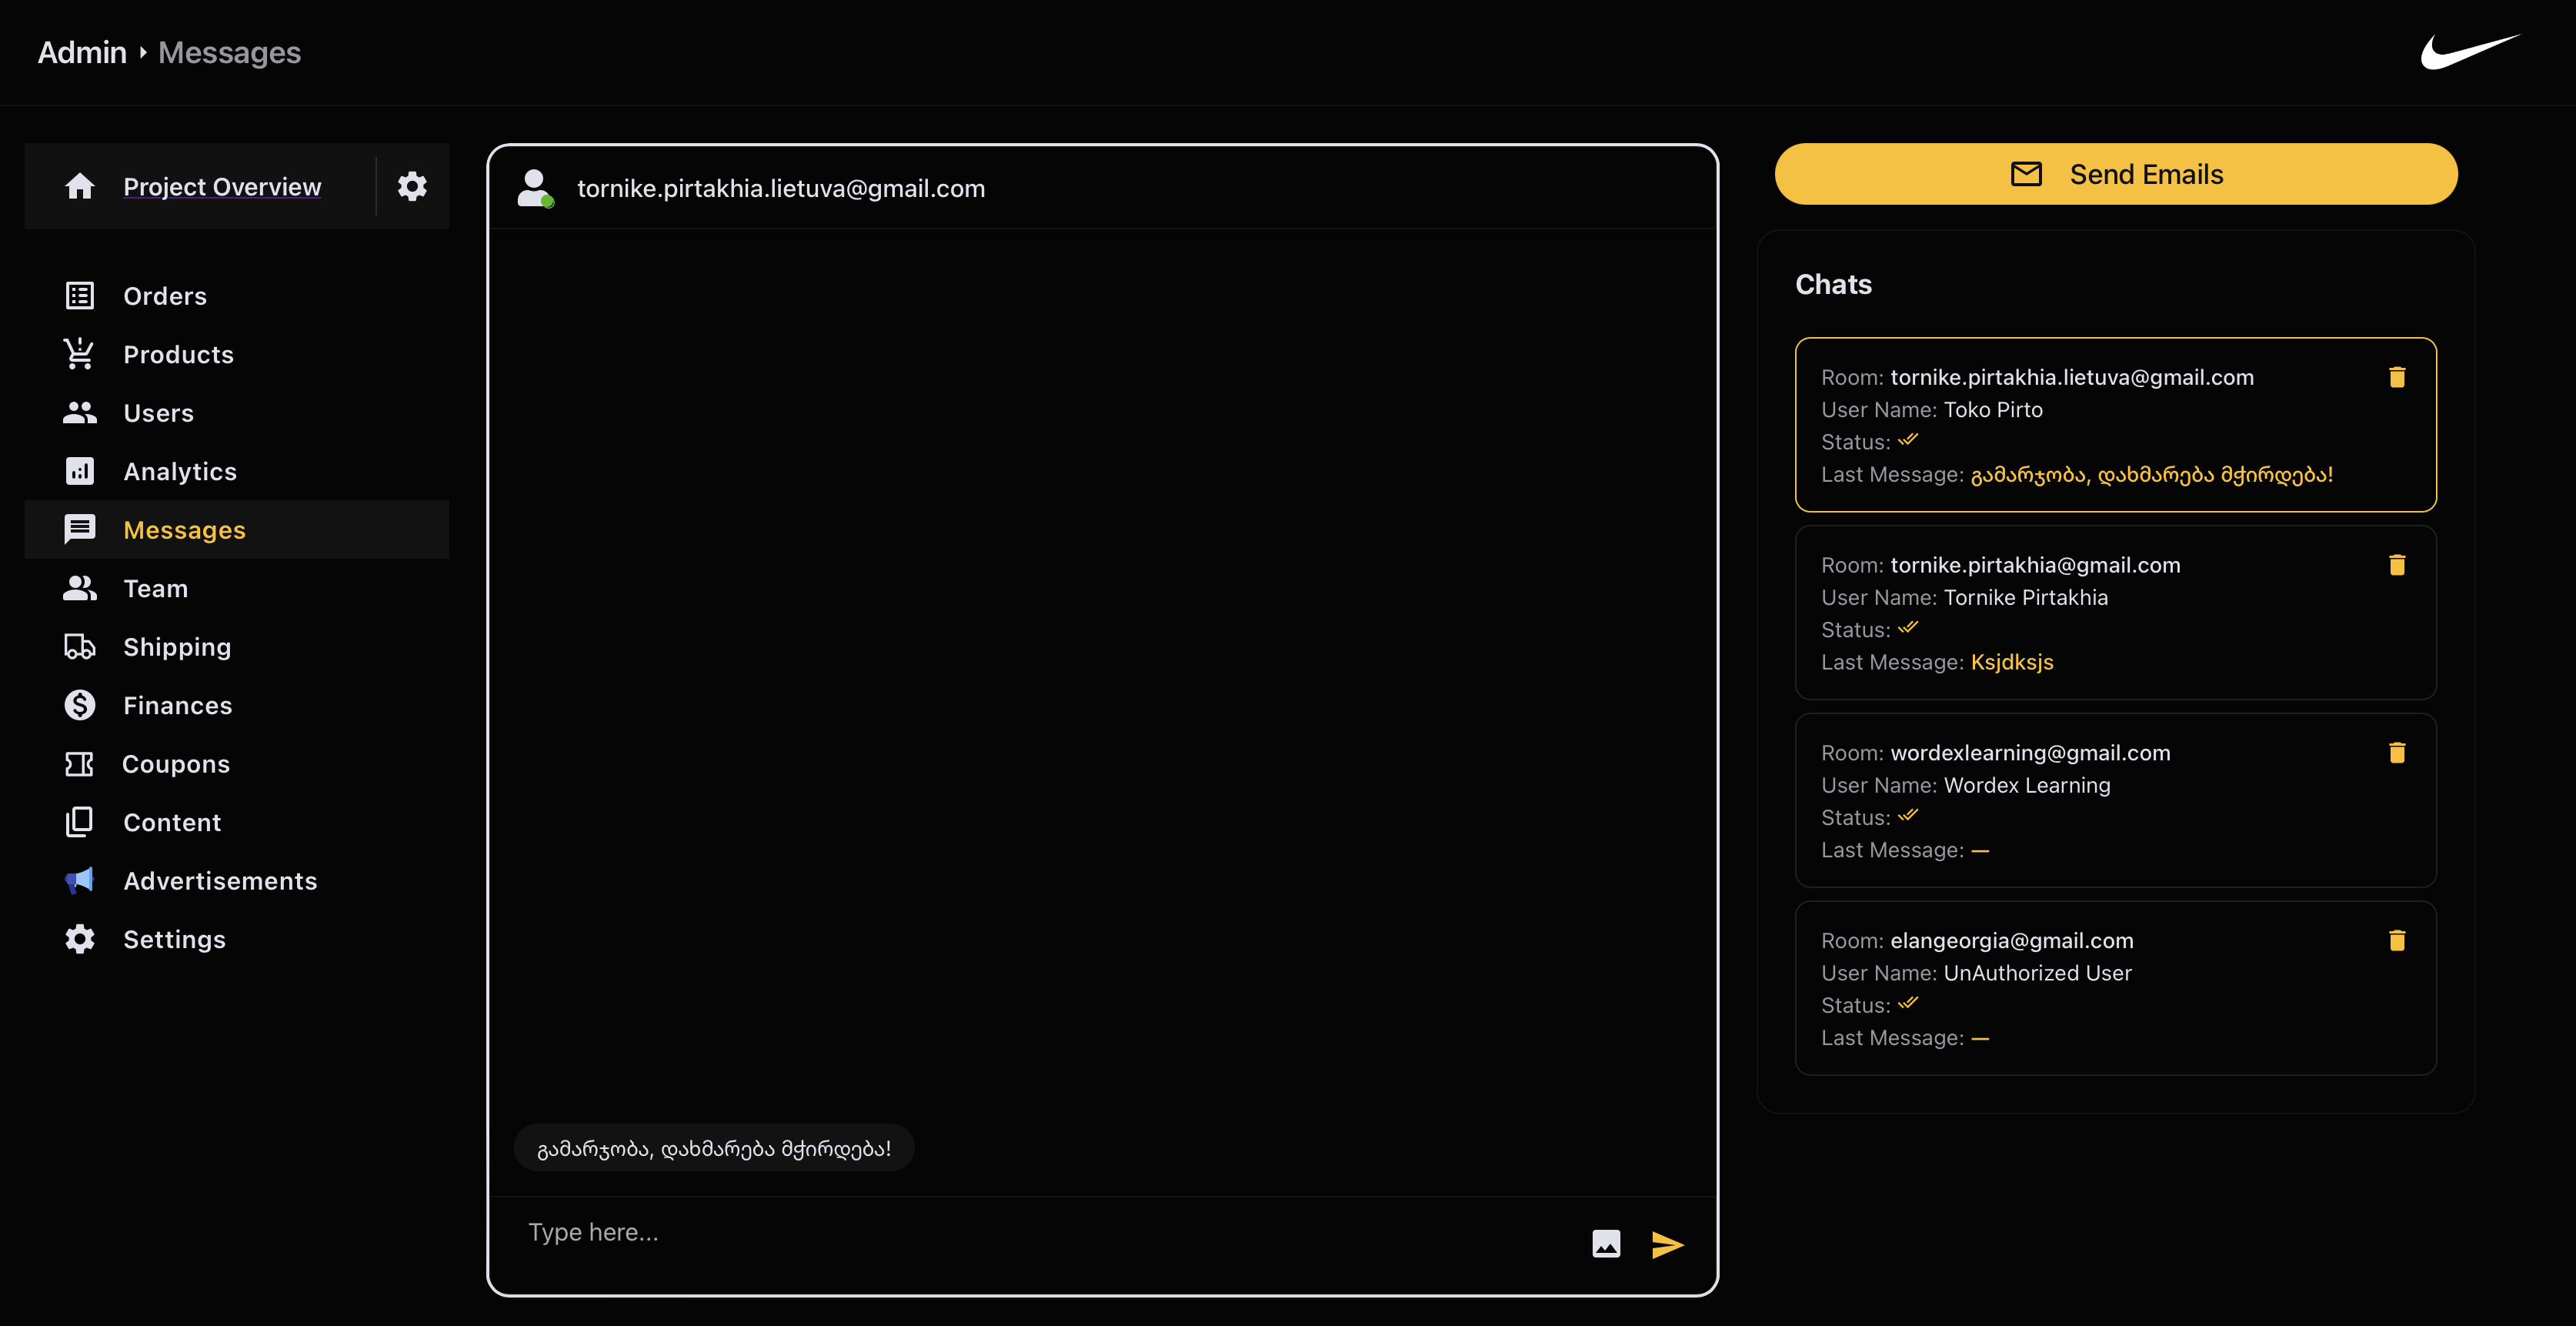 Admin Messages
Project Overview
Orders
Products
Users
Analytics
Messages
Team
Shipping
Finances
Coupons
Content
Advertisements
Settings
tornike.pirtakhia.lietuva@gmail.com
გამარჯობა, დახმარება მჭირდება!
Type here...
Send Emails
Chats
Room: tornike.pirtakhia.lietuva@gmail.com
User Name: Toko Pirto
Status:
Last Message: გამარჯობა, დახმარება მჭირდება!
Room: tornike.pirtakhia@gmail.com
User Name: Tornike Pirtakhia
Status:
Last Message: Ksjdksjs
Room: wordexlearning@gmail.com
User Name: Wordex Learning
Status:
Last Message: —
Room: elangeorgia@gmail.com
User Name: UnAuthorized User
Status:
Last Message: —